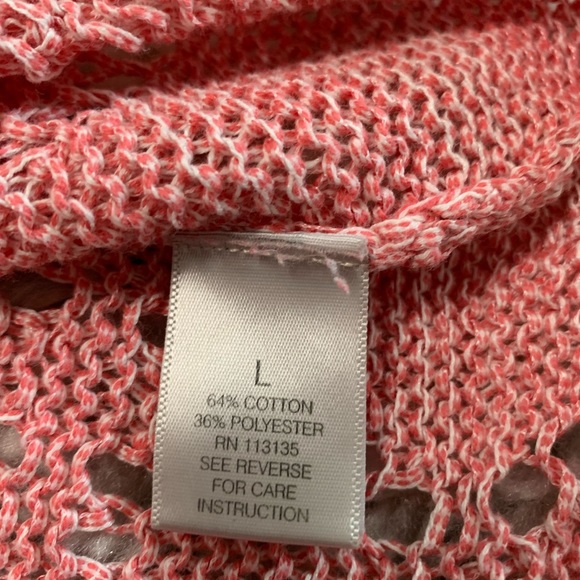 L
64% COTTON
36% POLYESTER
RN 113135
SEE REVERSE
FOR CARE
INSTRUCTION